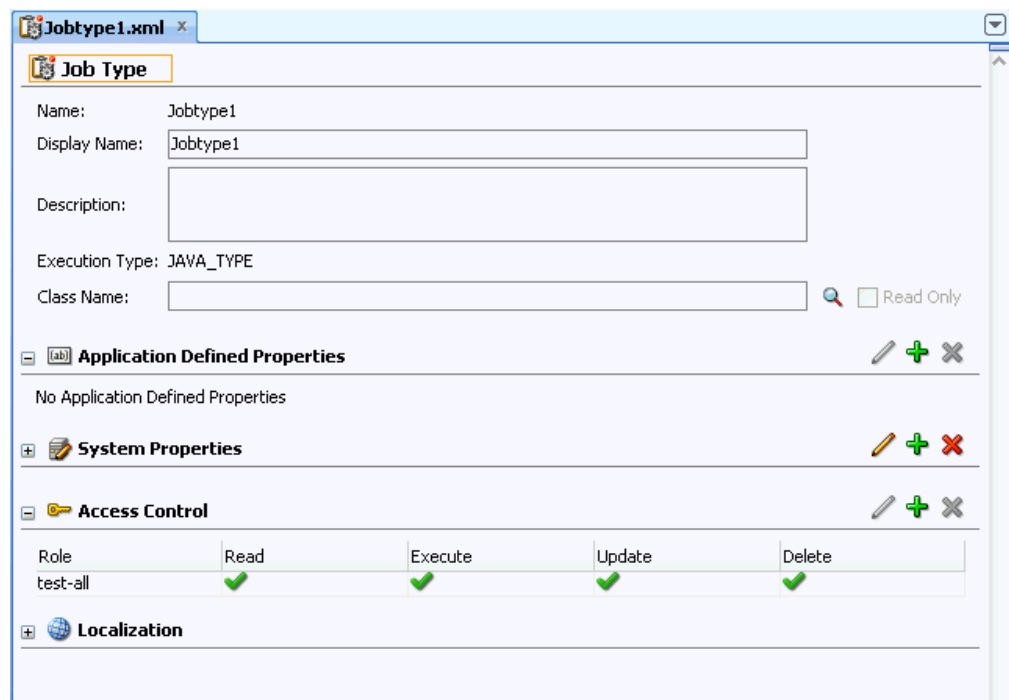 Jobtype1.xml x
Job Type
Name: Jobtype1
Display Name: Jobtype1
Description:
Execution Type: JAVA_TYPE
Class Name: Read Only
(ab) Application Defined Properties
No Application Defined Properties
System Properties
Access Control
Role Read Execute Update Delete
test-all
Localization